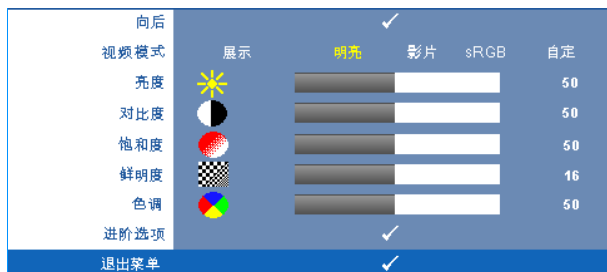 向后
视频模式 展示 明亮 影片 sRGB 自定
亮度 50
对比度 50
饱和度 50
鲜明度 16
色调 50
进阶选项
退出菜单